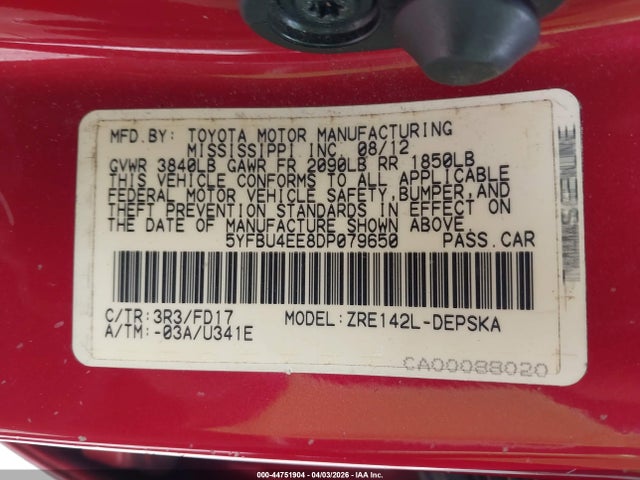 MFD.BY: TOYOTA MOTOR MANUFACTURING
MISSISSIPPI INC. 08/12
GVWR 3840LB GAWR FR 2090LB RR 1850LB
THIS VEHICLE CONFORMS TO ALL APPLICABLE
FEDERAL MOTOR VEHICLE SAFETY, BUMPER, AND
THEFT PREVENTION STANDARDS IN EFFECT ON
THE DATE OF MANUFACTURE SHOWN ABOVE.
5YFBU4EE8DP079650 PASS.CAR
C/TR:3R3/FD17 MODEL:ZRE142L-DEPSKA
A/TM:-03A/U341E
CA00088020
000-44751904 - 04/03/2026 - IAA Inc.